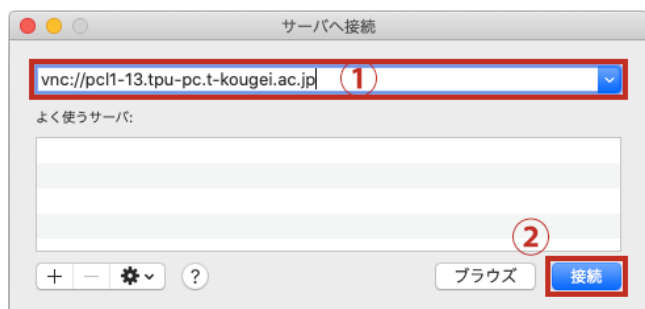 サーバへ接続
vnc://pcl1-13.tpu-pc.t-kougei.ac.jp ①
よく使うサーバ:
②
+ − ? ブラウズ 接続